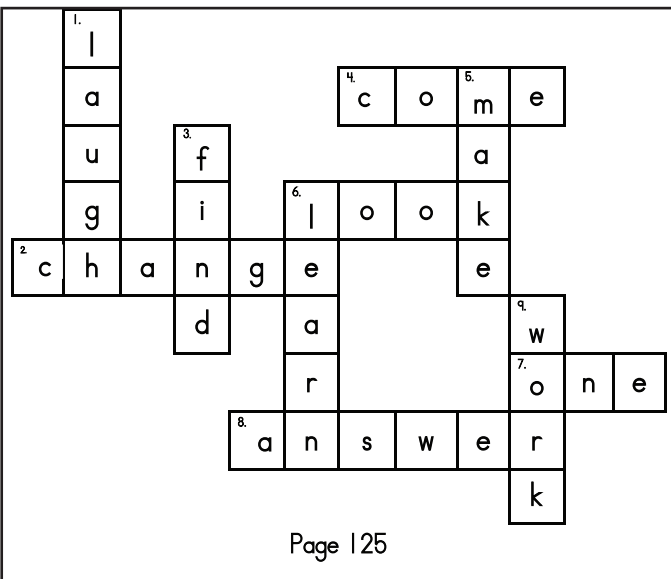 1.
l
4. 5.
a c o m e
3.
u f a
6.
g i l o o k
2
c h a n g e e
9.
d a w
7.
r o n e
8.
a n s w e r
k
Page 125